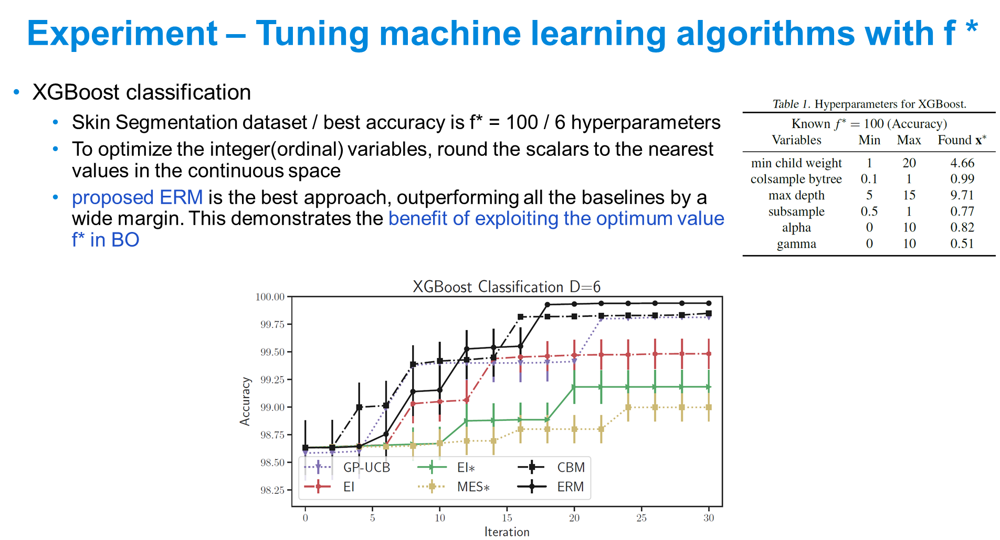 Experiment – Tuning machine learning algorithms with f *
• XGBoost classification
• Skin Segmentation dataset / best accuracy is f* = 100 / 6 hyperparameters
• To optimize the integer(ordinal) variables, round the scalars to the nearest
values in the continuous space
• proposed ERM is the best approach, outperforming all the baselines by a
wide margin. This demonstrates the benefit of exploiting the optimum value
f* in BO
Table 1. Hyperparameters for XGBoost.
Known f* = 100 (Accuracy)
Variables Min Max Found x*
min child weight 1 20 4.66
colsample bytree 0.1 1 0.99
max depth 5 15 9.71
subsample 0.5 1 0.77
alpha 0 10 0.82
gamma 0 10 0.51
XGBoost Classification D=6
100.00
99.75
99.50
99.25
99.00
98.75
98.50
98.25
Accuracy
GP-UCB EI* CBM
EI MES* ERM
0 5 10 15 20 25 30
Iteration